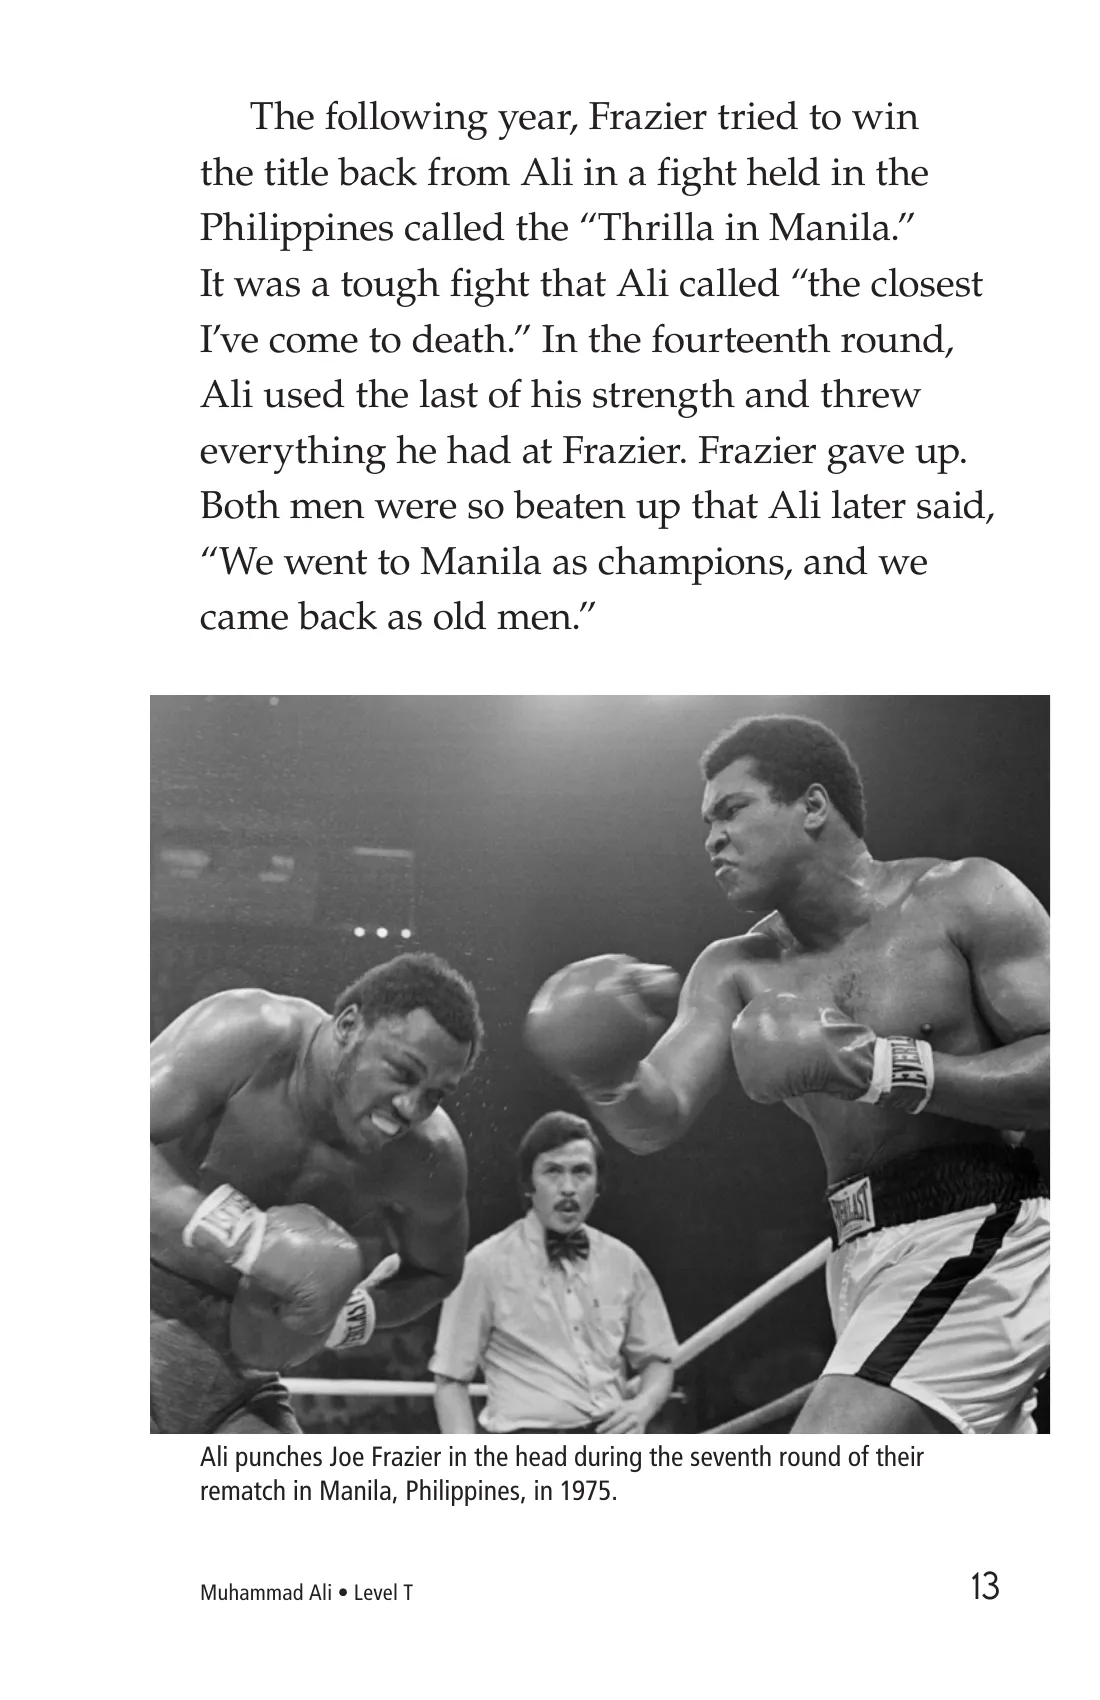 The following year, Frazier tried to win
the title back from Ali in a fight held in the
Philippines called the “Thrilla in Manila.”
It was a tough fight that Ali called “the closest
I’ve come to death.” In the fourteenth round,
Ali used the last of his strength and threw
everything he had at Frazier. Frazier gave up.
Both men were so beaten up that Ali later said,
“We went to Manila as champions, and we
came back as old men.”
EVERLAST
EVERLAST
Ali punches Joe Frazier in the head during the seventh round of their
rematch in Manila, Philippines, in 1975.
Muhammad Ali • Level T
13